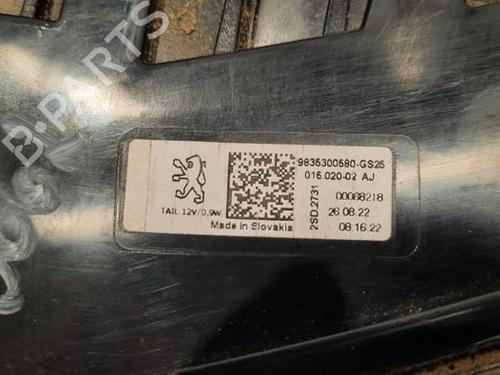 B-PARTS
9835300580-GS25
015.020-02 AJ
2SD.2731
00068218
26.08.22
08.16.22
TAIL 12V/0,9W
Made in Slovakia